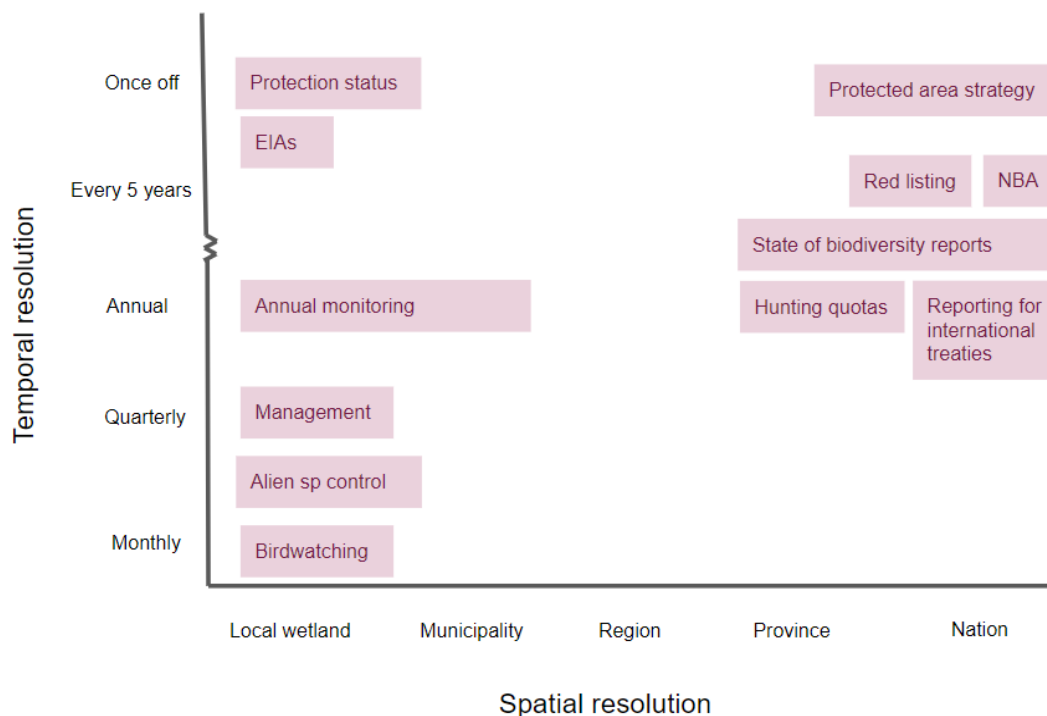 Temporal resolution
Once off
Protection status
Protected area strategy
EIAs
Every 5 years
Red listing
NBA
State of biodiversity reports
Annual
Annual monitoring
Hunting quotas
Reporting for
international
treaties
Quarterly
Management
Alien sp control
Monthly
Birdwatching
Local wetland
Municipality
Region
Province
Nation
Spatial resolution